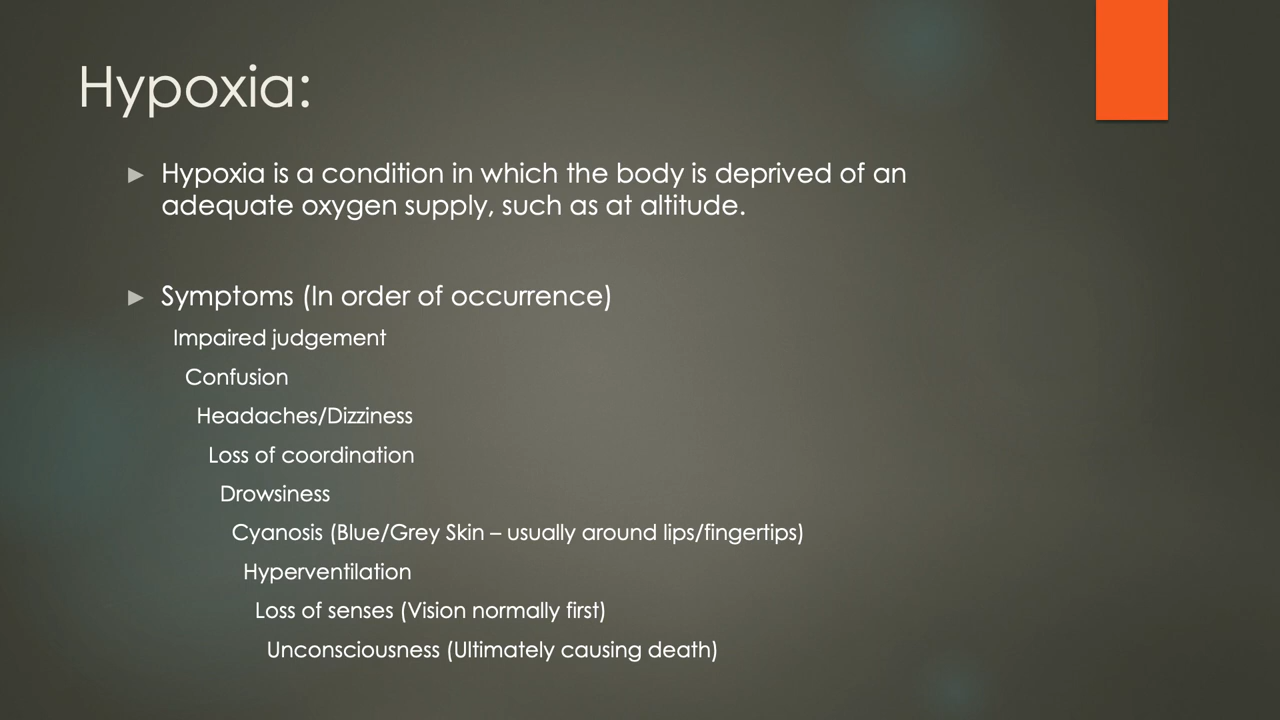 Hypoxia:
► Hypoxia is a condition in which the body is deprived of an
adequate oxygen supply, such as at altitude.
► Symptoms (In order of occurrence)
Impaired judgement
Confusion
Headaches/Dizziness
Loss of coordination
Drowsiness
Cyanosis (Blue/Grey Skin – usually around lips/fingertips)
Hyperventilation
Loss of senses (Vision normally first)
Unconsciousness (Ultimately causing death)